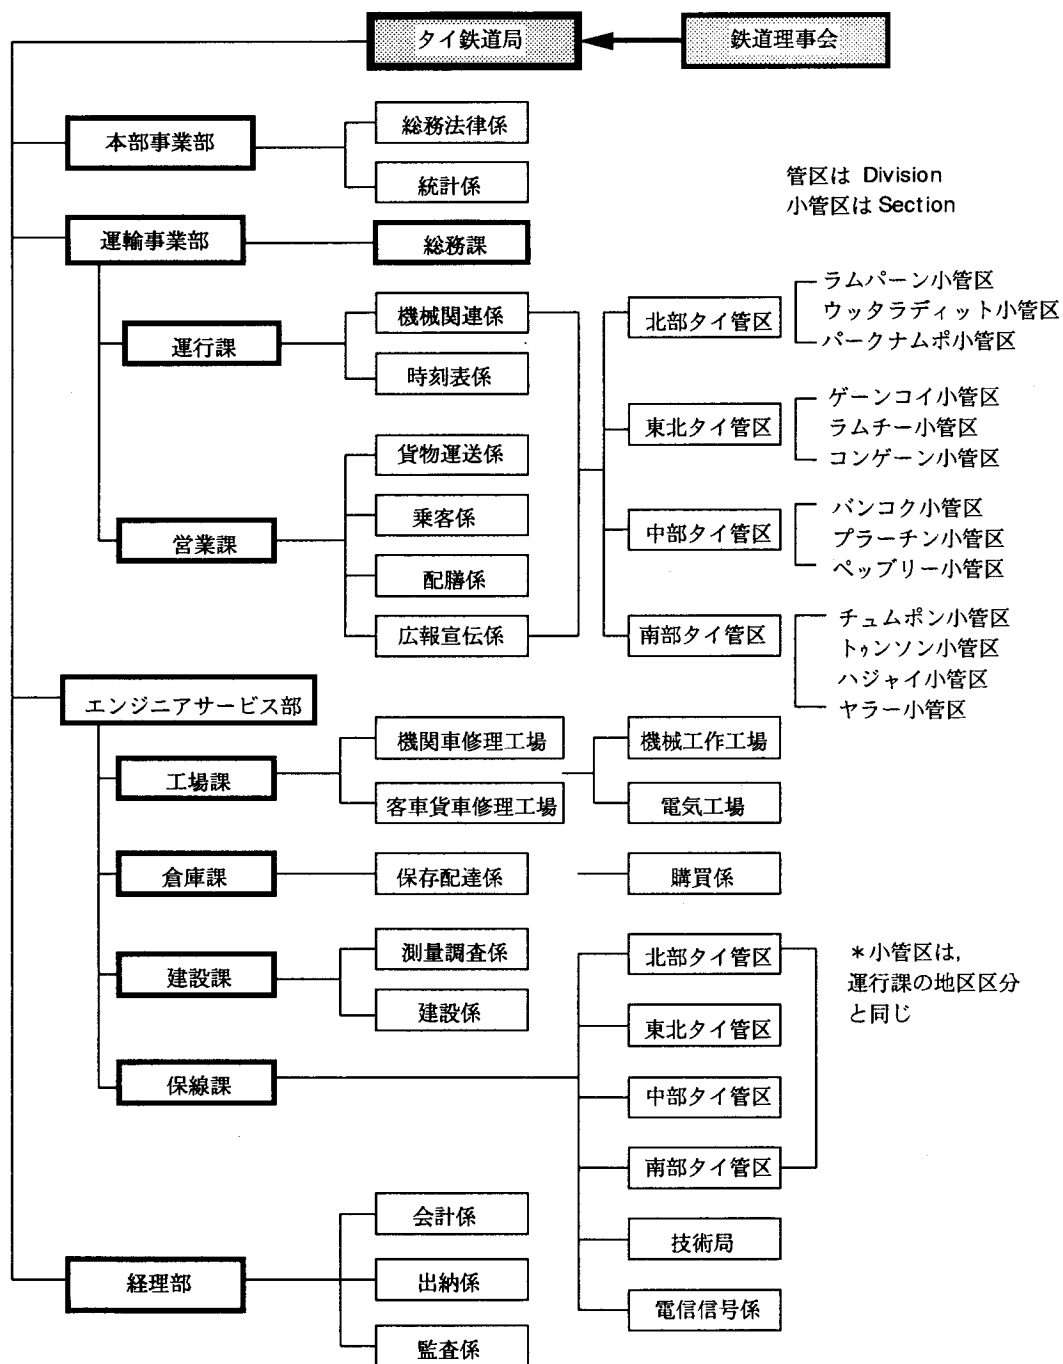 タイ鉄道局
鉄道理事会
本部事業部
総務法律係
統計係
管区は Division
小管区は Section
運輸事業部
総務課
運行課
機械関連係
時刻表係
北部タイ管区
ラムパーン小管区
ウッタラディット小管区
パークナムポ小管区
東北タイ管区
ゲーンコイ小管区
ラムチー小管区
コンゲーン小管区
営業課
貨物運送係
乗客係
配膳係
広報宣伝係
中部タイ管区
バンコク小管区
プラーチン小管区
ペッブリー小管区
南部タイ管区
チュムポン小管区
トゥンソン小管区
ハジャイ小管区
ヤラー小管区
エンジニアサービス部
工場課
機関車修理工場
客車貨車修理工場
機械工作工場
電気工場
倉庫課
保存配達係
購買係
建設課
測量調査係
建設係
保線課
北部タイ管区
東北タイ管区
中部タイ管区
南部タイ管区
技術局
電信信号係
＊小管区は,
運行課の地区区分
と同じ
経理部
会計係
出納係
監査係